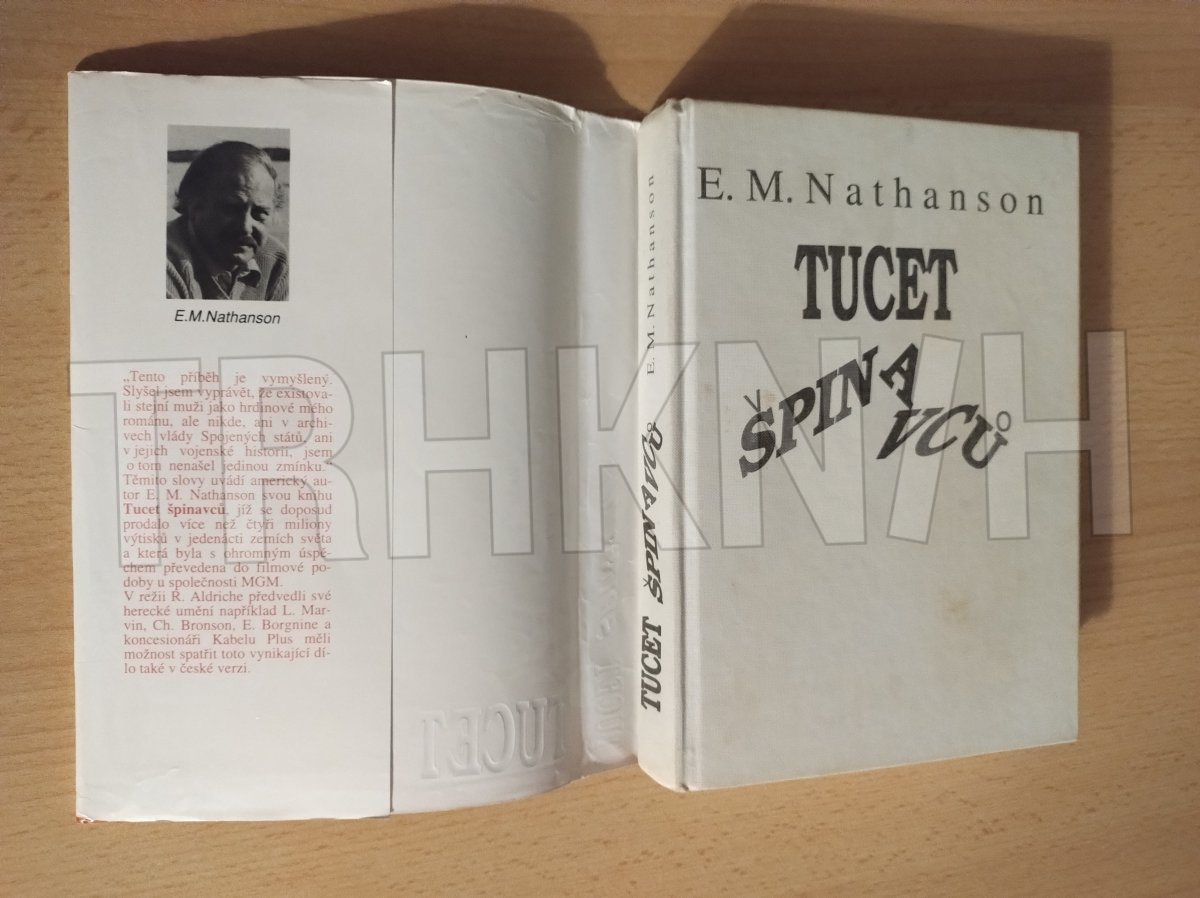 E.M.Nathanson
„Tento příběh je vymyšlený.
Slyšel jsem vyprávět, že existova-
li stejní muži jako hrdinové mého
románu, ale nikde, ani v archi-
vech vlády Spojených států, ani
v jejich vojenské historii, jsem
o tom nenašel jedinou zmínku.“
Těmito slovy uvádí americký au-
tor E. M. Nathanson svou knihu
Tucet špinavců, jíž se doposud
prodalo více než čtyři miliony
výtisků v jedenácti zemích světa
a která byla s ohromným úspě-
chem převedena do filmové po-
doby u společnosti MGM.
V režii R. Aldriche předvedli své
herecké umění například L. Mar-
vin, Ch. Bronson, E. Borgnine a
koncesionáři Kabelu Plus měli
možnost spatřit toto vynikající dí-
lo také v české verzi.
TUCET
TUCET ŠPINAVCŮ E. M. Nathanson
E. M. Nathanson
TUCET
ŠPINAVCŮ
TRHKNIH